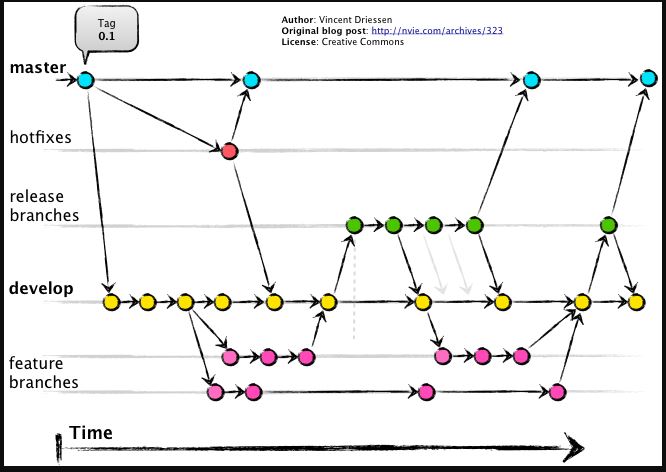 Tag
0.1
Author: Vincent Driessen
Original blog post: http://nvie.com/archives/323
License: Creative Commons
master
hotfixes
release
branches
develop
feature
branches
Time